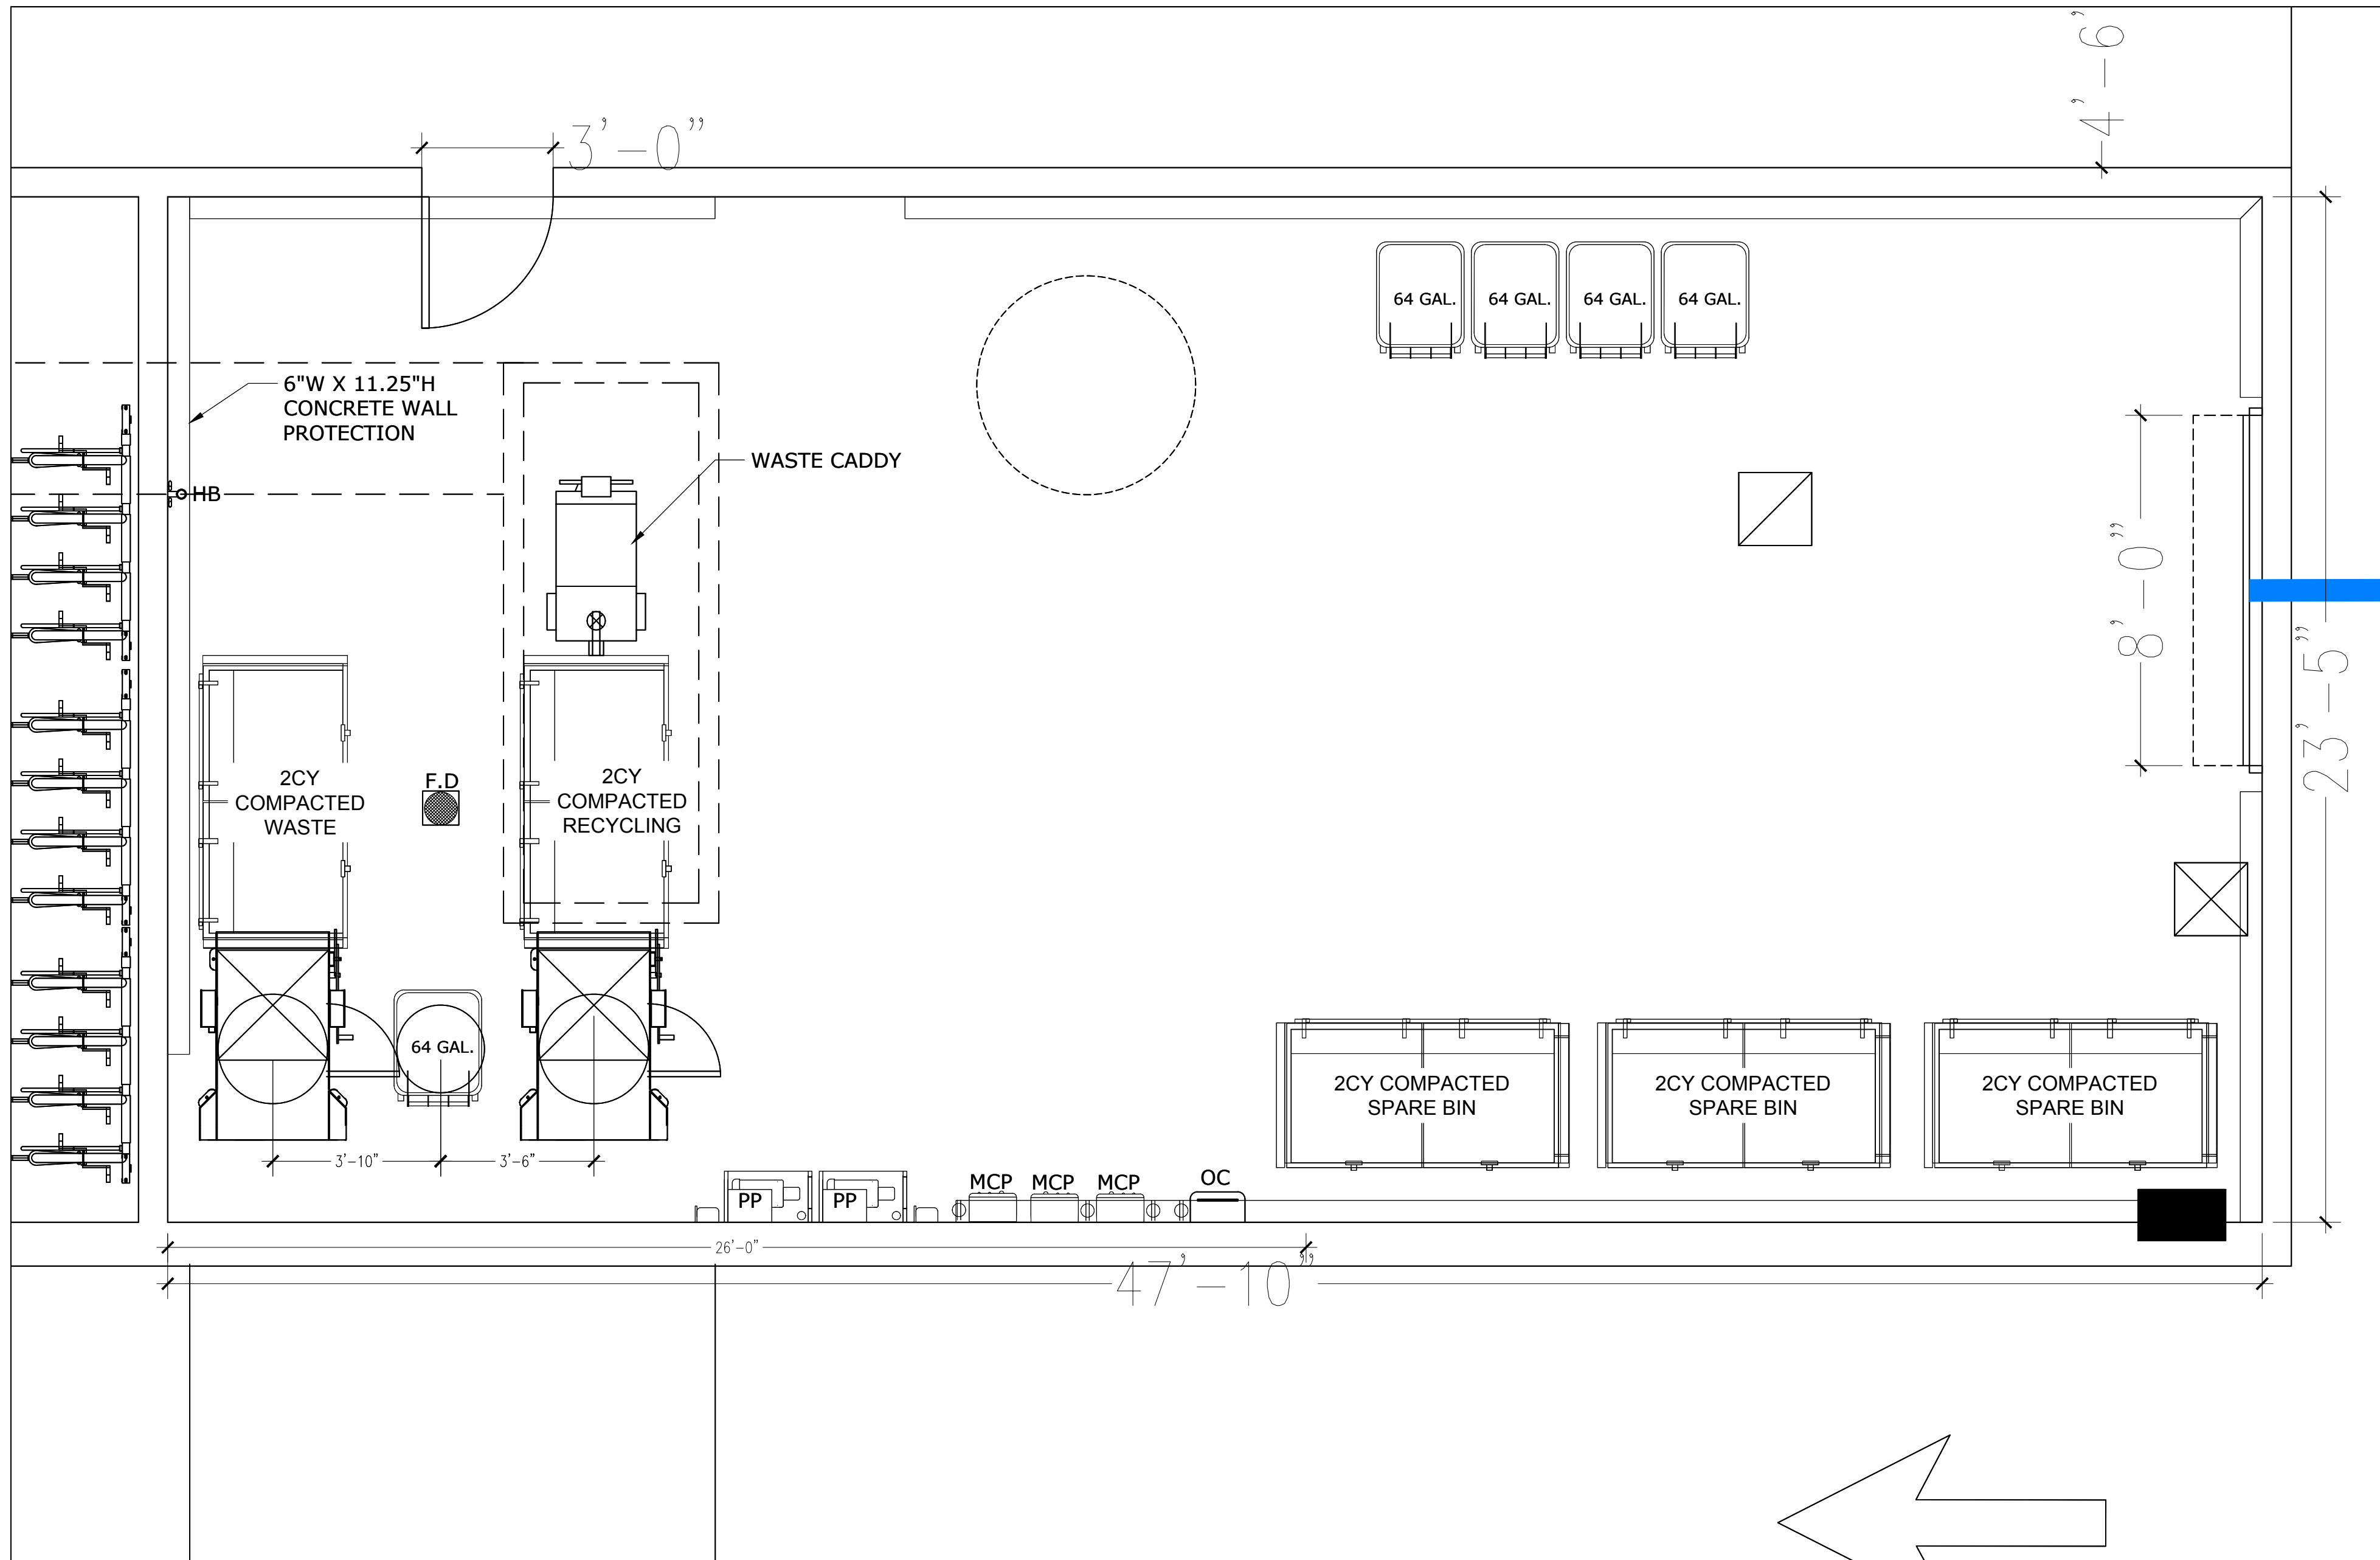 4'-6"
3'-0"
64 GAL.
64 GAL.
64 GAL.
64 GAL.
6"W X 11.25"H
CONCRETE WALL
PROTECTION
WASTE CADDY
HB
8'-0"
23'-5"
2CY
COMPACTED
WASTE
F.D
2CY
COMPACTED
RECYCLING
64 GAL.
2CY COMPACTED
SPARE BIN
2CY COMPACTED
SPARE BIN
2CY COMPACTED
SPARE BIN
3'-10"
3'-6"
PP
PP
MCP
MCP
MCP
OC
26'-0"
47'-10"